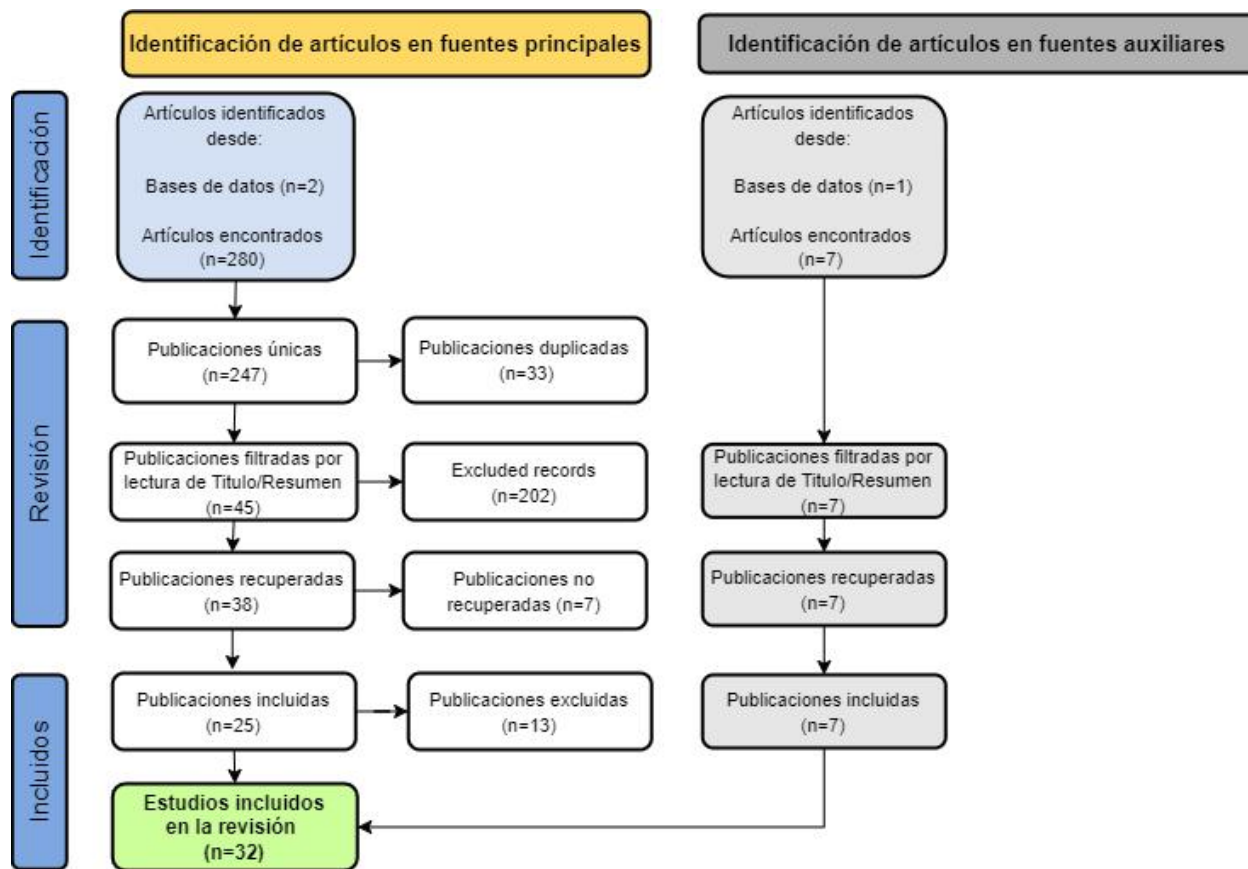 Identificación de artículos en fuentes principales
Identificación de artículos en fuentes auxiliares
Identificación
Artículos identificados
desde:
Bases de datos (n=2)
Artículos encontrados
(n=280)
Artículos identificados
desde:
Bases de datos (n=1)
Artículos encontrados
(n=7)
Revisión
Publicaciones únicas
(n=247)
Publicaciones duplicadas
(n=33)
Publicaciones filtradas por
lectura de Titulo/Resumen
(n=45)
Excluded records
(n=202)
Publicaciones filtradas por
lectura de Titulo/Resumen
(n=7)
Publicaciones recuperadas
(n=38)
Publicaciones no
recuperadas (n=7)
Publicaciones recuperadas
(n=7)
Incluidos
Publicaciones incluidas
(n=25)
Publicaciones excluidas
(n=13)
Publicaciones incluidas
(n=7)
Estudios incluidos
en la revisión
(n=32)